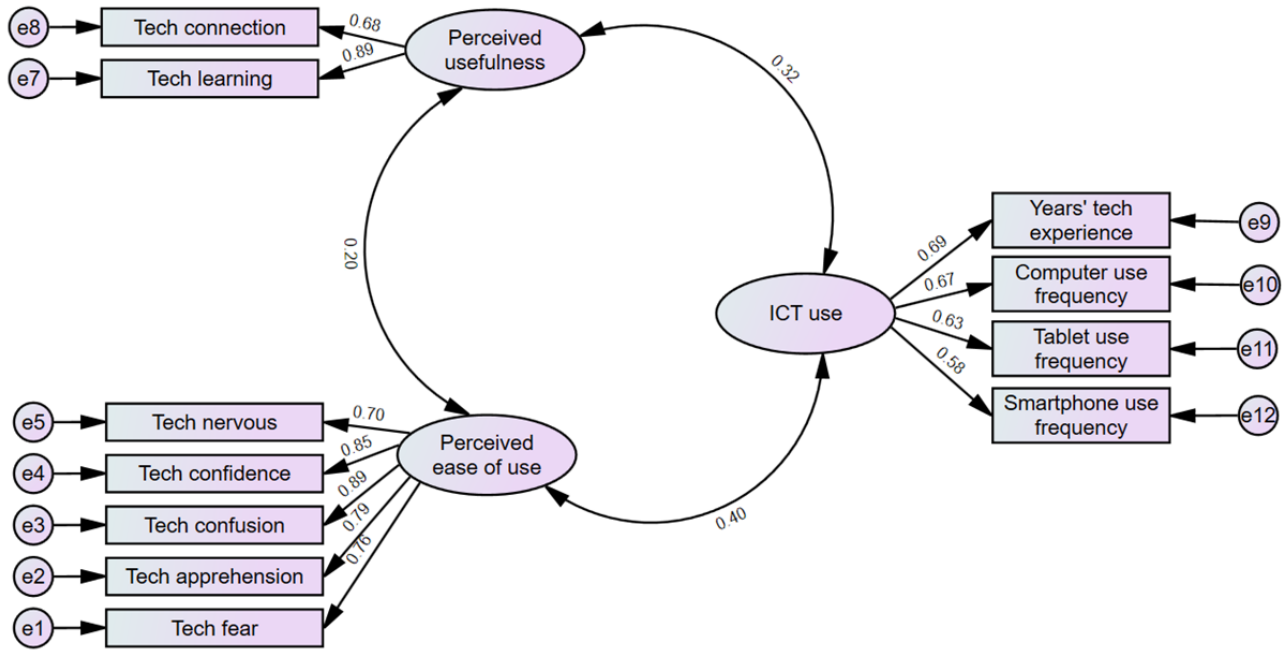 e8
Tech connection
0.68
Perceived
usefulness
e7
Tech learning
0.89
0.32
0.20
Years' tech
experience
e9
0.69
Computer use
frequency
e10
0.67
ICT use
Tablet use
frequency
e11
0.63
Smartphone use
frequency
e12
0.58
e5
Tech nervous
0.70
Perceived
ease of use
e4
Tech confidence
0.85
e3
Tech confusion
0.89
e2
Tech apprehension
0.79
e1
Tech fear
0.76
0.40